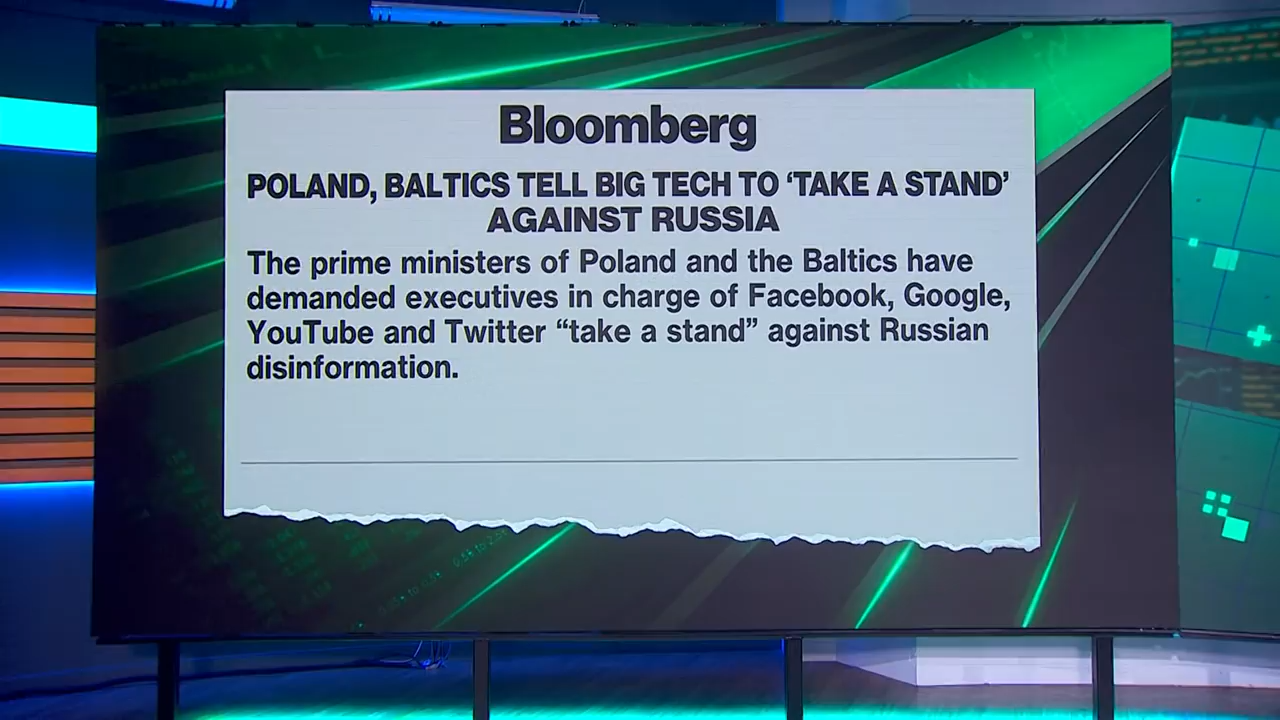 Bloomberg
POLAND, BALTICS TELL BIG TECH TO ‘TAKE A STAND’
AGAINST RUSSIA
The prime ministers of Poland and the Baltics have
demanded executives in charge of Facebook, Google,
YouTube and Twitter “take a stand” against Russian
disinformation.